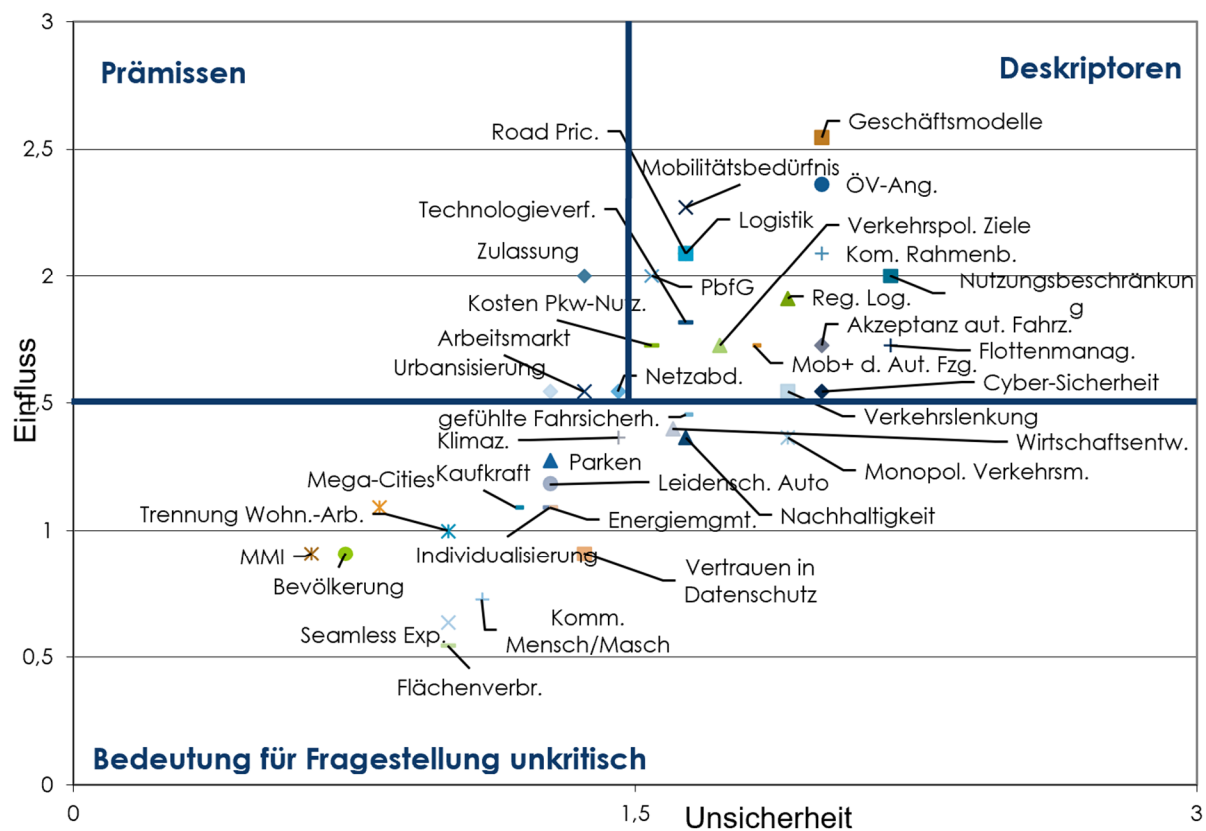 3
Prämissen
Deskriptoren
Geschäftsmodelle
Road Pric.
2,5
Mobilitätsbedürfnis
ÖV-Ang.
Technologieverf.
Logistik
Verkehrspol. Ziele
Zulassung
Kom. Rahmenb.
2
PbfG
Nutzungsbeschränkun
g
Kosten Pkw-Nutz.
Reg. Log.
Akzeptanz aut. Fahrz.
Arbeitsmarkt
Flottenmanag.
Urbansisierung
Netzabd.
Mob+ d. Aut. Fzg.
Cyber-Sicherheit
Einfluss
1,5
gefühlte Fahrsicherh.
Verkehrslenkung
Klimaz.
Wirtschaftsentw.
Parken
Monopol. Verkehrsm.
Mega-Cities
Kaufkraft
Leidensch. Auto
Trennung Wohn.-Arb.
Energiemgmt.
Nachhaltigkeit
1
MMI
Individualisierung
Bevölkerung
Vertrauen in
Datenschutz
Komm.
Mensch/Masch
Seamless Exp.
0,5
Flächenverbr.
Bedeutung für Fragestellung unkritisch
0
0
1,5
Unsicherheit
3